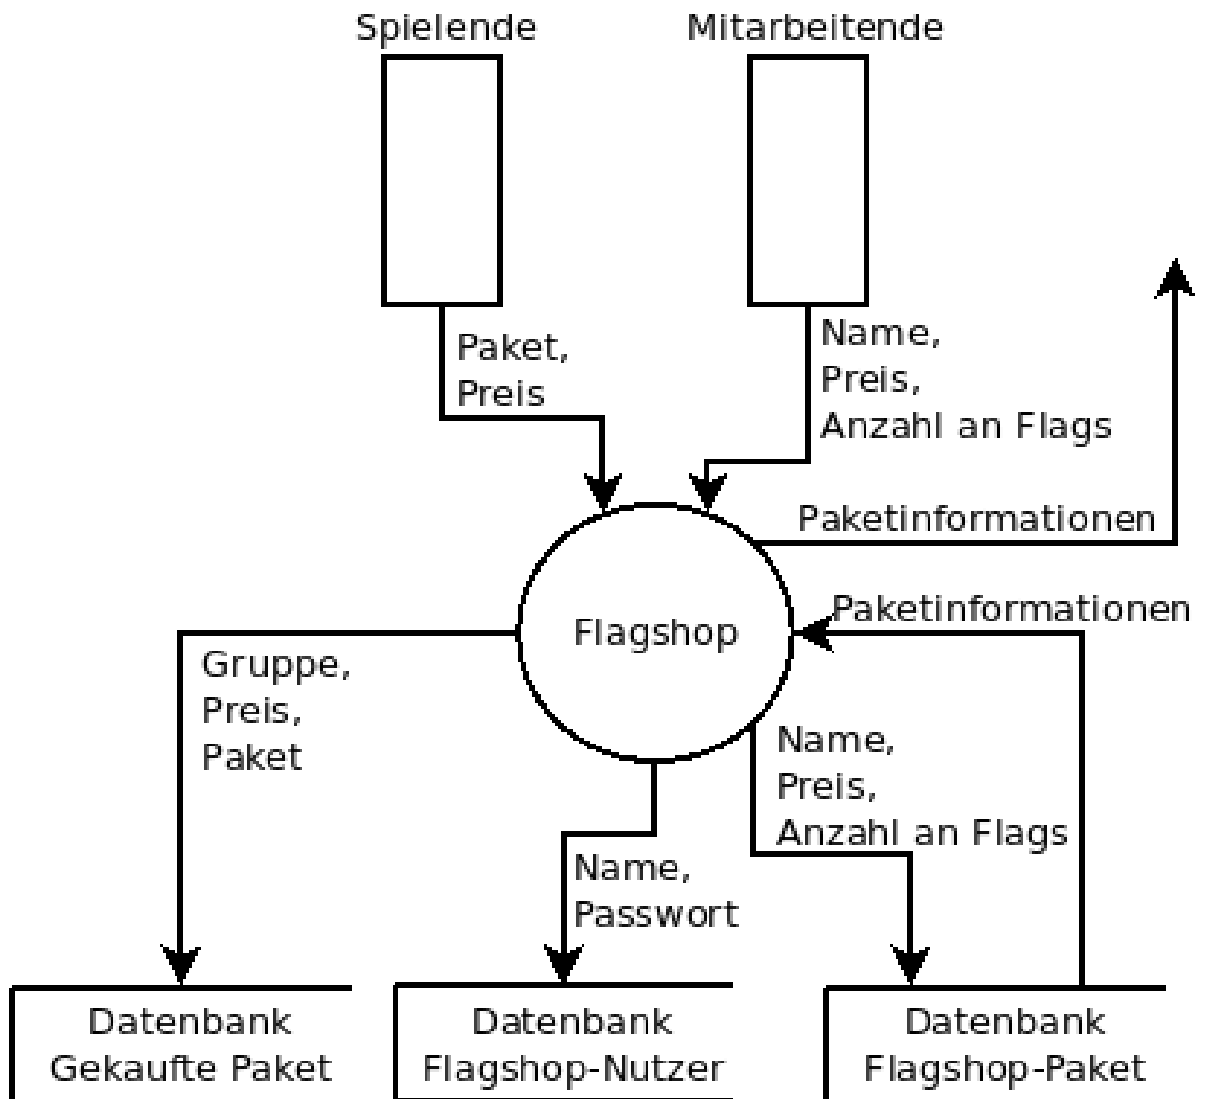 Spielende
Mitarbeitende
Paket,
Preis
Name,
Preis,
Anzahl an Flags
Paketinformationen
Paketinformationen
Flagshop
Gruppe,
Preis,
Paket
Name,
Preis,
Anzahl an Flags
Name,
Passwort
Datenbank
Gekaufte Paket
Datenbank
Flagshop-Nutzer
Datenbank
Flagshop-Paket